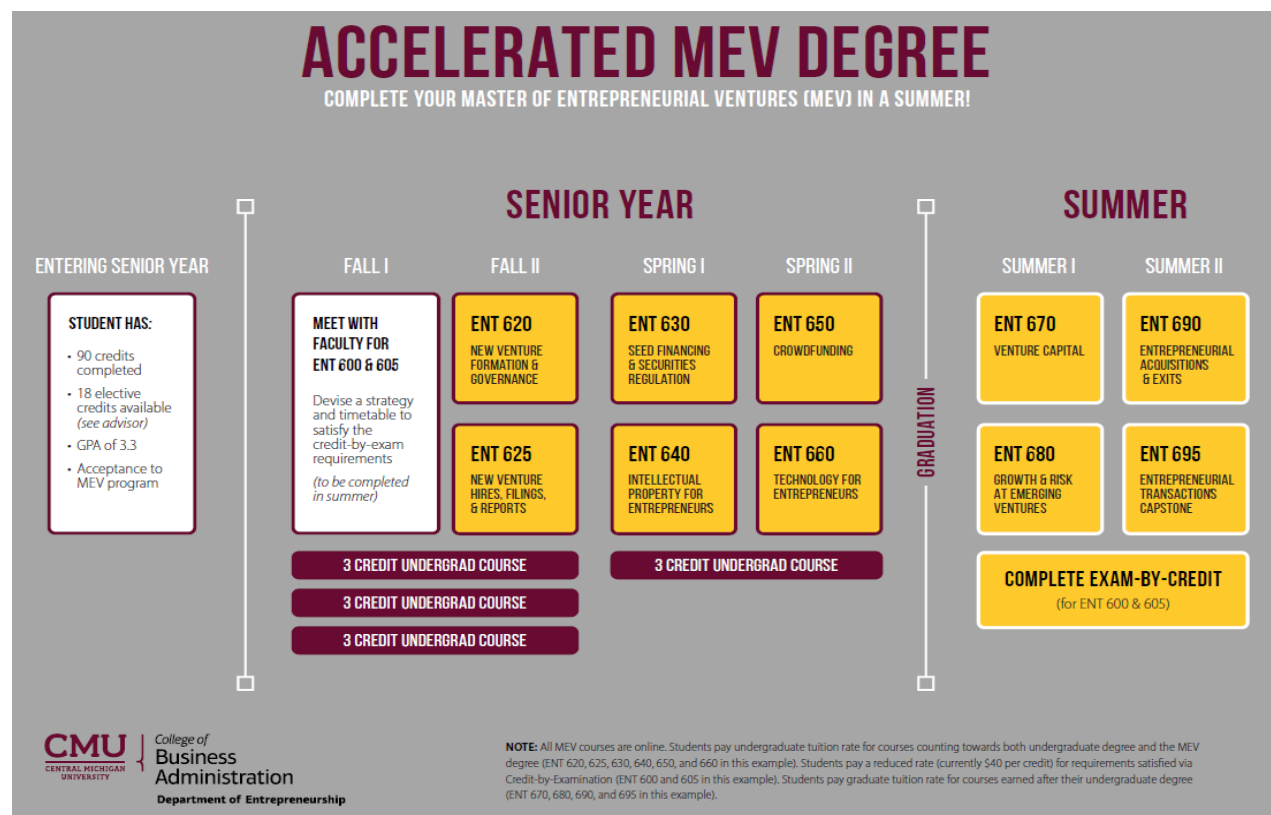 ACCELERATED MEV DEGREE
COMPLETE YOUR MASTER OF ENTREPRENEURIAL VENTURES (MEV) IN A SUMMER!
SENIOR YEAR
SUMMER
ENTERING SENIOR YEAR
STUDENT HAS:
• 90 credits
completed
• 18 elective
credits available
(see advisor)
• GPA of 3.3
• Acceptance to
MEV program
FALL I
MEET WITH
FACULTY FOR
ENT 600 & 605
Devise a strategy
and timetable to
satisfy the
credit-by-exam
requirements
(to be completed
in summer)
FALL II
ENT 620
NEW VENTURE
FORMATION &
GOVERNANCE
ENT 625
NEW VENTURE
HIRES, FILINGS,
& REPORTS
3 CREDIT UNDERGRAD COURSE
3 CREDIT UNDERGRAD COURSE
3 CREDIT UNDERGRAD COURSE
SPRING I
ENT 630
SEED FINANCING
& SECURITIES
REGULATION
ENT 640
INTELLECTUAL
PROPERTY FOR
ENTREPRENEURS
SPRING II
ENT 650
CROWDFUNDING
ENT 660
TECHNOLOGY FOR
ENTREPRENEURS
3 CREDIT UNDERGRAD COURSE
GRADUATION
SUMMER I
ENT 670
VENTURE CAPITAL
ENT 680
GROWTH & RISK
AT EMERGING
VENTURES
SUMMER II
ENT 690
ENTREPRENEURIAL
ACQUISITIONS
& EXITS
ENT 695
ENTREPRENEURIAL
TRANSACTIONS
CAPSTONE
COMPLETE EXAM-BY-CREDIT
(for ENT 600 & 605)
CMU
CENTRAL MICHIGAN
UNIVERSITY
College of
Business
Administration
Department of Entrepreneurship
NOTE: All MEV courses are online. Students pay undergraduate tuition rate for courses counting towards both undergraduate degree and the MEV
degree (ENT 620, 625, 630, 640, 650, and 660 in this example). Students pay a reduced rate (currently $40 per credit) for requirements satisfied via
Credit-by-Examination (ENT 600 and 605 in this example). Students pay graduate tuition rate for courses earned after their undergraduate degree
(ENT 670, 680, 690, and 695 in this example).